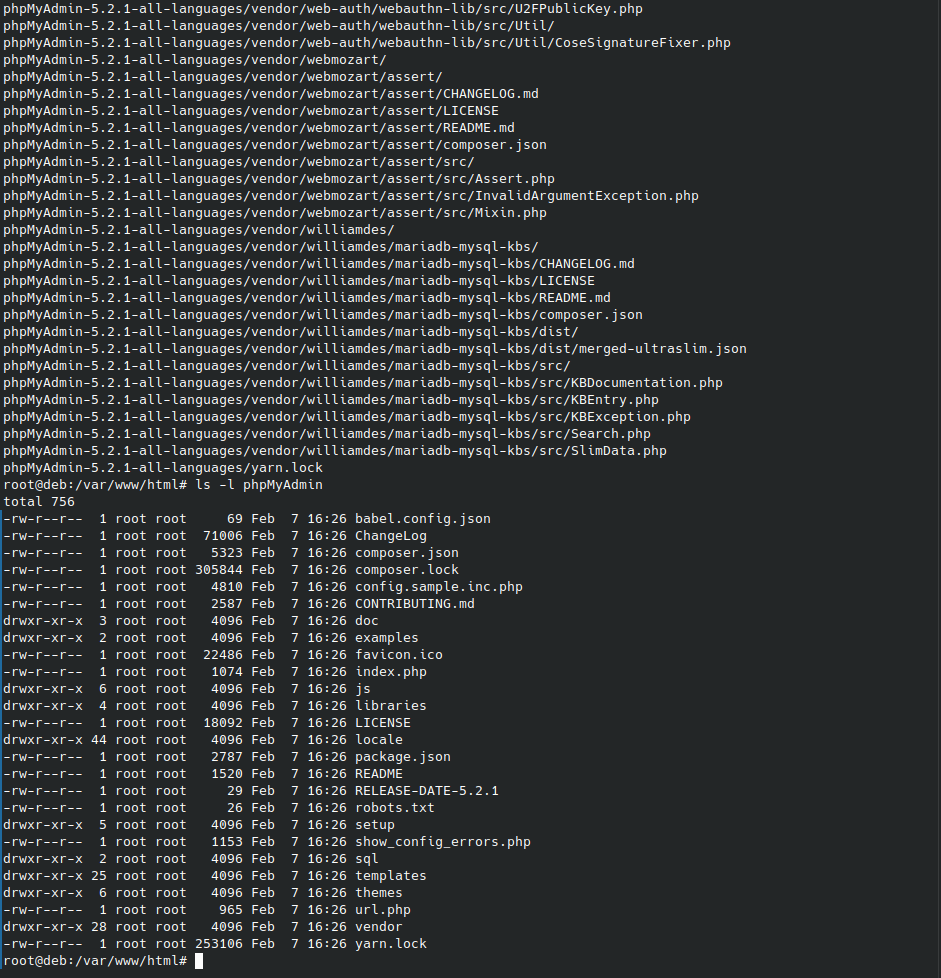 phpMyAdmin-5.2.1-all-languages/vendor/web-auth/webauthn-lib/src/U2FPublicKey.php
phpMyAdmin-5.2.1-all-languages/vendor/web-auth/webauthn-lib/src/Util/
phpMyAdmin-5.2.1-all-languages/vendor/web-auth/webauthn-lib/src/Util/CoseSignatureFixer.php
phpMyAdmin-5.2.1-all-languages/vendor/webmozart/
phpMyAdmin-5.2.1-all-languages/vendor/webmozart/assert/
phpMyAdmin-5.2.1-all-languages/vendor/webmozart/assert/CHANGELOG.md
phpMyAdmin-5.2.1-all-languages/vendor/webmozart/assert/LICENSE
phpMyAdmin-5.2.1-all-languages/vendor/webmozart/assert/README.md
phpMyAdmin-5.2.1-all-languages/vendor/webmozart/assert/composer.json
phpMyAdmin-5.2.1-all-languages/vendor/webmozart/assert/src/
phpMyAdmin-5.2.1-all-languages/vendor/webmozart/assert/src/Assert.php
phpMyAdmin-5.2.1-all-languages/vendor/webmozart/assert/src/InvalidArgumentException.php
phpMyAdmin-5.2.1-all-languages/vendor/webmozart/assert/src/Mixin.php
phpMyAdmin-5.2.1-all-languages/vendor/williamdes/
phpMyAdmin-5.2.1-all-languages/vendor/williamdes/mariadb-mysql-kbs/
phpMyAdmin-5.2.1-all-languages/vendor/williamdes/mariadb-mysql-kbs/CHANGELOG.md
phpMyAdmin-5.2.1-all-languages/vendor/williamdes/mariadb-mysql-kbs/LICENSE
phpMyAdmin-5.2.1-all-languages/vendor/williamdes/mariadb-mysql-kbs/README.md
phpMyAdmin-5.2.1-all-languages/vendor/williamdes/mariadb-mysql-kbs/composer.json
phpMyAdmin-5.2.1-all-languages/vendor/williamdes/mariadb-mysql-kbs/dist/
phpMyAdmin-5.2.1-all-languages/vendor/williamdes/mariadb-mysql-kbs/dist/merged-ultraslim.json
phpMyAdmin-5.2.1-all-languages/vendor/williamdes/mariadb-mysql-kbs/src/
phpMyAdmin-5.2.1-all-languages/vendor/williamdes/mariadb-mysql-kbs/src/KBDocumentation.php
phpMyAdmin-5.2.1-all-languages/vendor/williamdes/mariadb-mysql-kbs/src/KBEntry.php
phpMyAdmin-5.2.1-all-languages/vendor/williamdes/mariadb-mysql-kbs/src/KBException.php
phpMyAdmin-5.2.1-all-languages/vendor/williamdes/mariadb-mysql-kbs/src/Search.php
phpMyAdmin-5.2.1-all-languages/vendor/williamdes/mariadb-mysql-kbs/src/SlimData.php
phpMyAdmin-5.2.1-all-languages/yarn.lock
root@deb:/var/www/html# ls -l phpMyAdmin
total 756
-rw-r--r--  1 root root     69 Feb  7 16:26 babel.config.json
-rw-r--r--  1 root root  71006 Feb  7 16:26 ChangeLog
-rw-r--r--  1 root root   5323 Feb  7 16:26 composer.json
-rw-r--r--  1 root root 305844 Feb  7 16:26 composer.lock
-rw-r--r--  1 root root   4810 Feb  7 16:26 config.sample.inc.php
-rw-r--r--  1 root root   2587 Feb  7 16:26 CONTRIBUTING.md
drwxr-xr-x  3 root root   4096 Feb  7 16:26 doc
drwxr-xr-x  2 root root   4096 Feb  7 16:26 examples
-rw-r--r--  1 root root  22486 Feb  7 16:26 favicon.ico
-rw-r--r--  1 root root   1074 Feb  7 16:26 index.php
drwxr-xr-x  6 root root   4096 Feb  7 16:26 js
drwxr-xr-x  4 root root   4096 Feb  7 16:26 libraries
-rw-r--r--  1 root root  18092 Feb  7 16:26 LICENSE
drwxr-xr-x 44 root root   4096 Feb  7 16:26 locale
-rw-r--r--  1 root root   2787 Feb  7 16:26 package.json
-rw-r--r--  1 root root   1520 Feb  7 16:26 README
-rw-r--r--  1 root root     29 Feb  7 16:26 RELEASE-DATE-5.2.1
-rw-r--r--  1 root root     26 Feb  7 16:26 robots.txt
drwxr-xr-x  5 root root   4096 Feb  7 16:26 setup
-rw-r--r--  1 root root   1153 Feb  7 16:26 show_config_errors.php
drwxr-xr-x  2 root root   4096 Feb  7 16:26 sql
drwxr-xr-x 25 root root   4096 Feb  7 16:26 templates
drwxr-xr-x  6 root root   4096 Feb  7 16:26 themes
-rw-r--r--  1 root root    965 Feb  7 16:26 url.php
drwxr-xr-x 28 root root   4096 Feb  7 16:26 vendor
-rw-r--r--  1 root root 253106 Feb  7 16:26 yarn.lock
root@deb:/var/www/html#